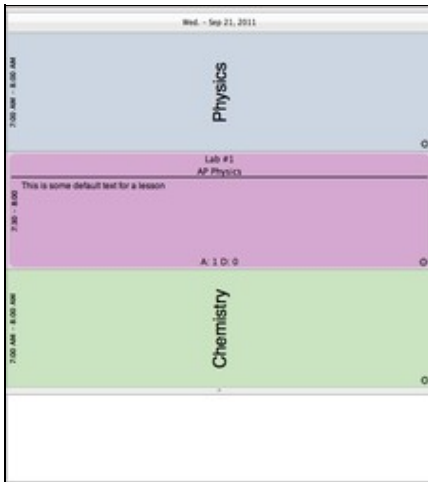 Wed. - Sep 21, 2011
7:00 AM - 8:00 AM
Physics
Lab #1
AP Physics
This is some default text for a lesson
7:30 - 8:00
A: 1 D: 0
7:00 AM - 8:00 AM
Chemistry